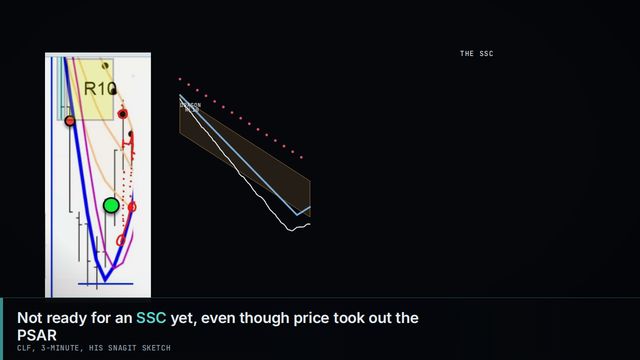 THE SSC
R10
Not ready for an SSC yet, even though price took out the
PSAR
CLF, 3-MINUTE, HIS SNAGIT SKETCH